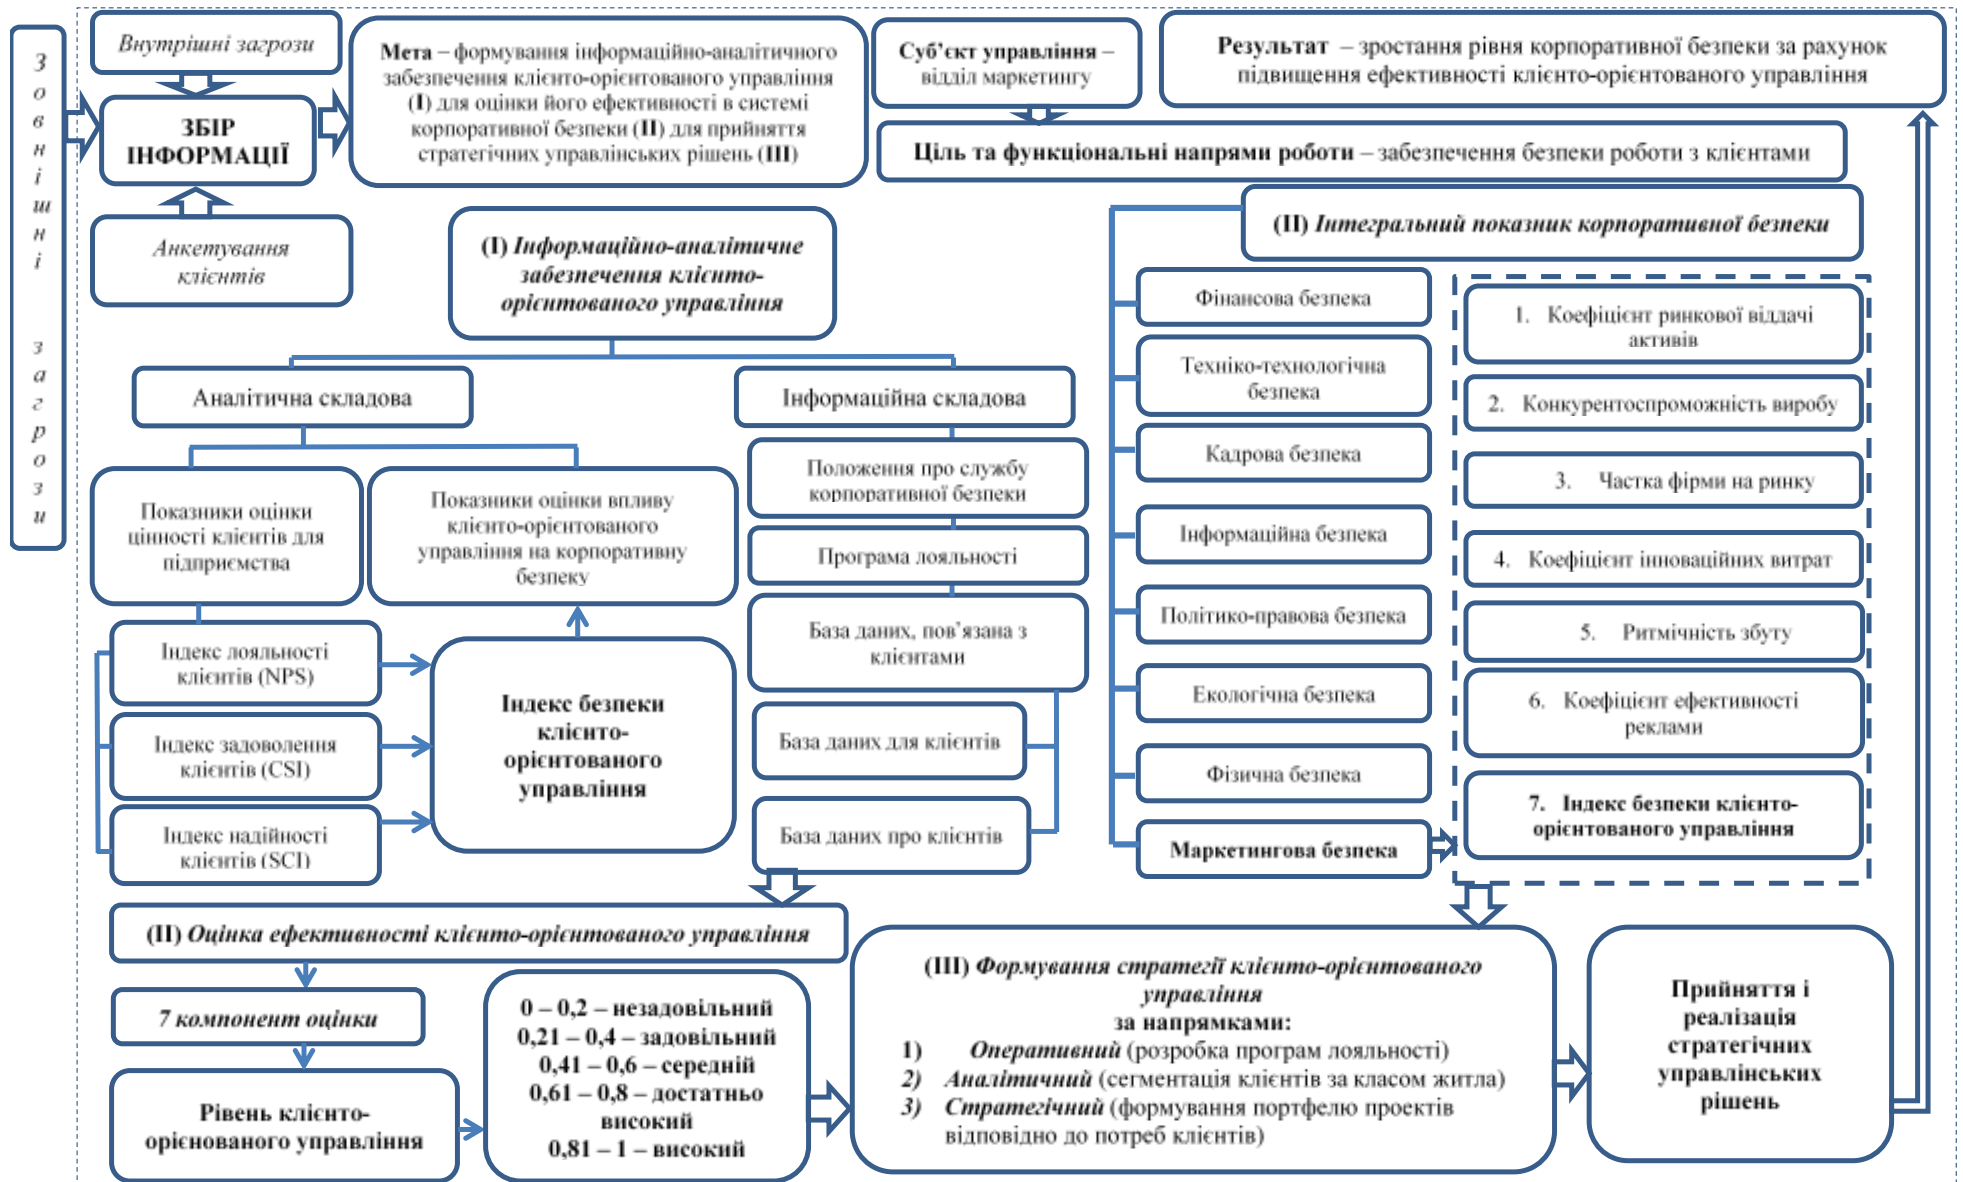 Зовнішні загрози
Внутрішні загрози
ЗБІР
ІНФОРМАЦІЇ
Анкетування
клієнтів
Мета – формування інформаційно-аналітичного
забезпечення клієнто-орієнтованого управління
(І) для оцінки його ефективності в системі
корпоративної безпеки (ІІ) для прийняття
стратегічних управлінських рішень (ІІІ)
Суб’єкт управління –
відділ маркетингу
Результат – зростання рівня корпоративної безпеки за рахунок
підвищення ефективності клієнто-орієнтованого управління
Ціль та функціональні напрями роботи – забезпечення безпеки роботи з клієнтами
(І) Інформаційно-аналітичне
забезпечення клієнто-
орієнтованого управління
Аналітична складова
Інформаційна складова
Показники оцінки
цінності клієнтів для
підприємства
Показники оцінки впливу
клієнто-орієнтованого
управління на корпоративну
безпеку
Індекс лояльності
клієнтів (NPS)
Індекс задоволення
клієнтів (CSI)
Індекс надійності
клієнтів (SCI)
Індекс безпеки
клієнто-
орієнтованого
управління
Положення про службу
корпоративної безпеки
Програма лояльності
База даних, пов’язана з
клієнтами
База даних для клієнтів
База даних про клієнтів
(ІІ) Інтегральний показник корпоративної безпеки
Фінансова безпека
Техніко-технологічна
безпека
Кадрова безпека
Інформаційна безпека
Політико-правова безпека
Екологічна безпека
Фізична безпека
Маркетингова безпека
1. Коефіцієнт ринкової віддачі
активів
2. Конкурентоспроможність виробу
3. Частка фірми на ринку
4. Коефіцієнт інноваційних витрат
5. Ритмічність збуту
6. Коефіцієнт ефективності
реклами
7. Індекс безпеки клієнто-
орієнтованого управління
(ІІ) Оцінка ефективності клієнто-орієнтованого управління
7 компонент оцінки
Рівень клієнто-
орієнованого управління
0 – 0,2 – незадовільний
0,21 – 0,4 – задовільний
0,41 – 0,6 – середній
0,61 – 0,8 – достатньо
високий
0,81 – 1 – високий
(ІІІ) Формування стратегії клієнто-орієнтованого
управління
за напрямками:
1) Оперативний (розробка програм лояльності)
2) Аналітичний (сегментація клієнтів за класом житла)
3) Стратегічний (формування портфелю проектів
відповідно до потреб клієнтів)
Прийняття і
реалізація
стратегічних
управлінських
рішень